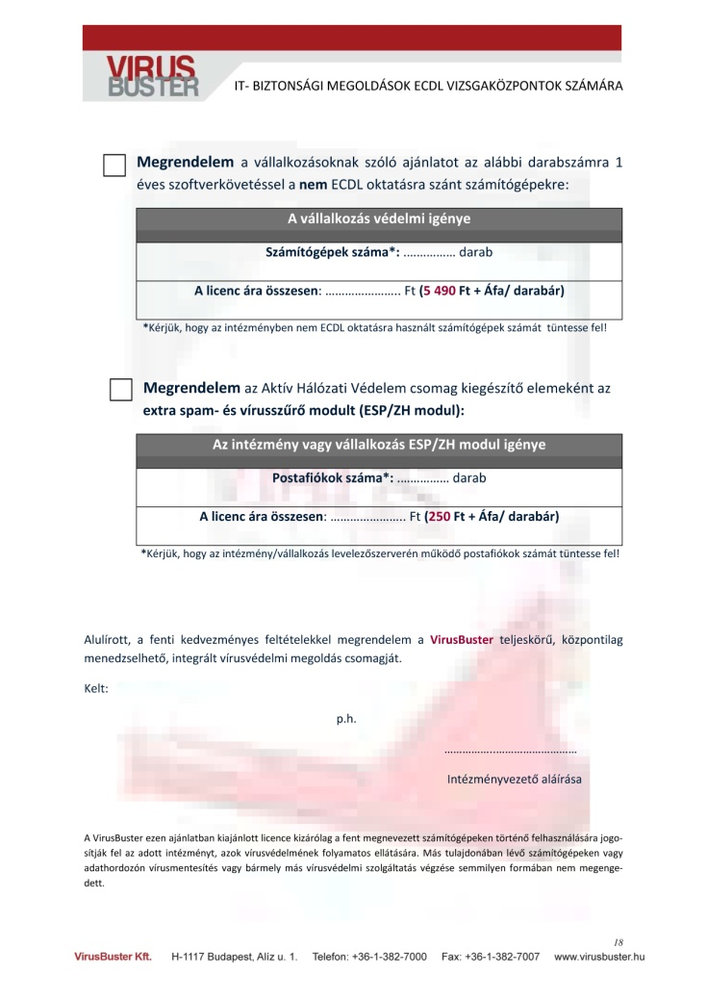 VIRUS
BUSTER
IT- BIZTONSÁGI MEGOLDÁSOK ECDL VIZSGAKÖZPONTOK SZÁMÁRA
Megrendelem a vállalkozásoknak szóló ajánlatot az alábbi darabszámra 1
éves szoftverkövetéssel a nem ECDL oktatásra szánt számítógépekre:
A vállalkozás védelmi igénye
Számítógépek száma*: …………… darab
A licenc ára összesen: ………………….. Ft (5 490 Ft + Áfa/ darabár)
*Kérjük, hogy az intézményben nem ECDL oktatásra használt számítógépek számát tüntesse fel!
Megrendelem az Aktív Hálózati Védelem csomag kiegészítő elemeként az
extra spam- és vírusszűrő modult (ESP/ZH modul):
Az intézmény vagy vállalkozás ESP/ZH modul igénye
Postafiókok száma*: …………… darab
A licenc ára összesen: ………………….. Ft (250 Ft + Áfa/ darabár)
*Kérjük, hogy az intézmény/vállalkozás levelezőszerverén működő postafiókok számát tüntesse fel!
Alulírott, a fenti kedvezményes feltételekkel megrendelem a VirusBuster teljeskörű, központilag
menedzselhető, integrált vírusvédelmi megoldás csomagját.
Kelt:
p.h.
…………………………………
Intézményvezető aláírása
A VirusBuster ezen ajánlatban kiajánlott licence kizárólag a fent megnevezett számítógépeken történő felhasználására jogo-
sítják fel az adott intézményt, azok vírusvédelmének folyamatos ellátására. Más tulajdonában lévő számítógépeken vagy
adathordozón vírusmentesítés vagy bármely más vírusvédelmi szolgáltatás végzése semmilyen formában nem megenge-
dett.
18
VirusBuster Kft. H-1117 Budapest, Alíz u. 1. Telefon: +36-1-382-7000 Fax: +36-1-382-7007 www.virusbuster.hu